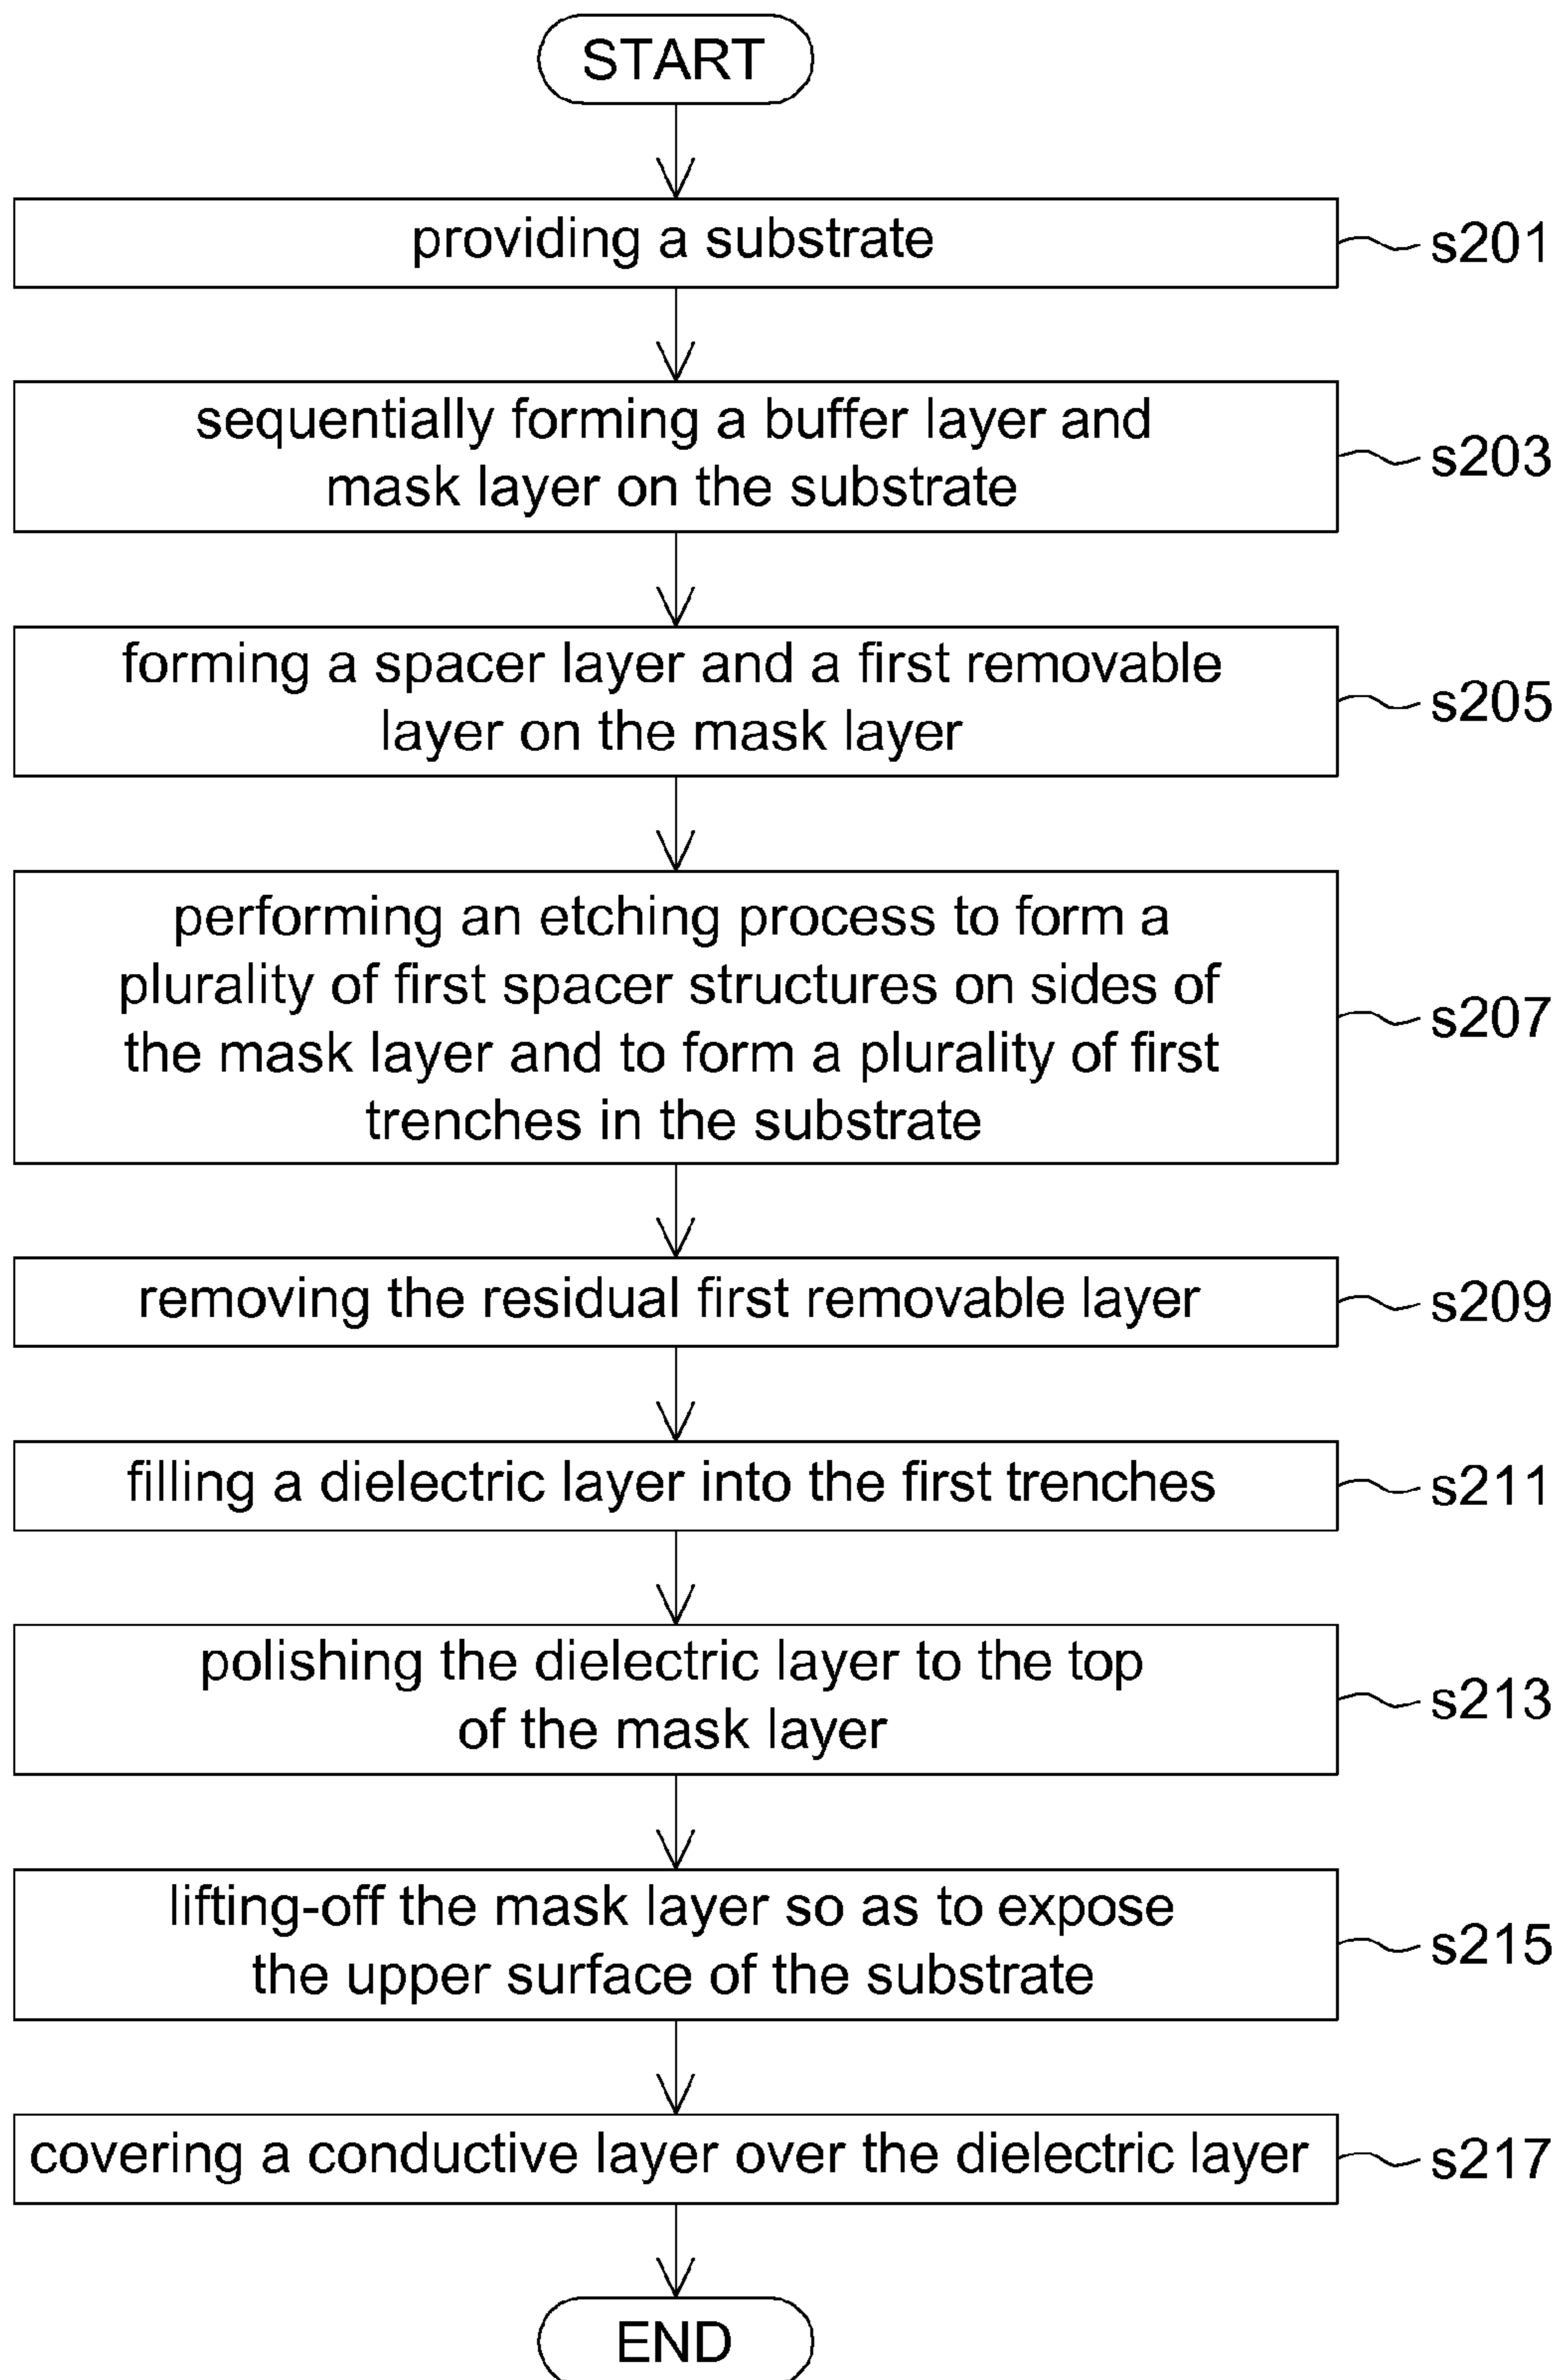 START
providing a substrate
s201
sequentially forming a buffer layer and
mask layer on the substrate
s203
forming a spacer layer and a first removable
layer on the mask layer
s205
performing an etching process to form a
plurality of first spacer structures on sides of
the mask layer and to form a plurality of first
trenches in the substrate
s207
removing the residual first removable layer
s209
filling a dielectric layer into the first trenches
s211
polishing the dielectric layer to the top
of the mask layer
s213
lifting-off the mask layer so as to expose
the upper surface of the substrate
s215
covering a conductive layer over the dielectric layer
s217
END